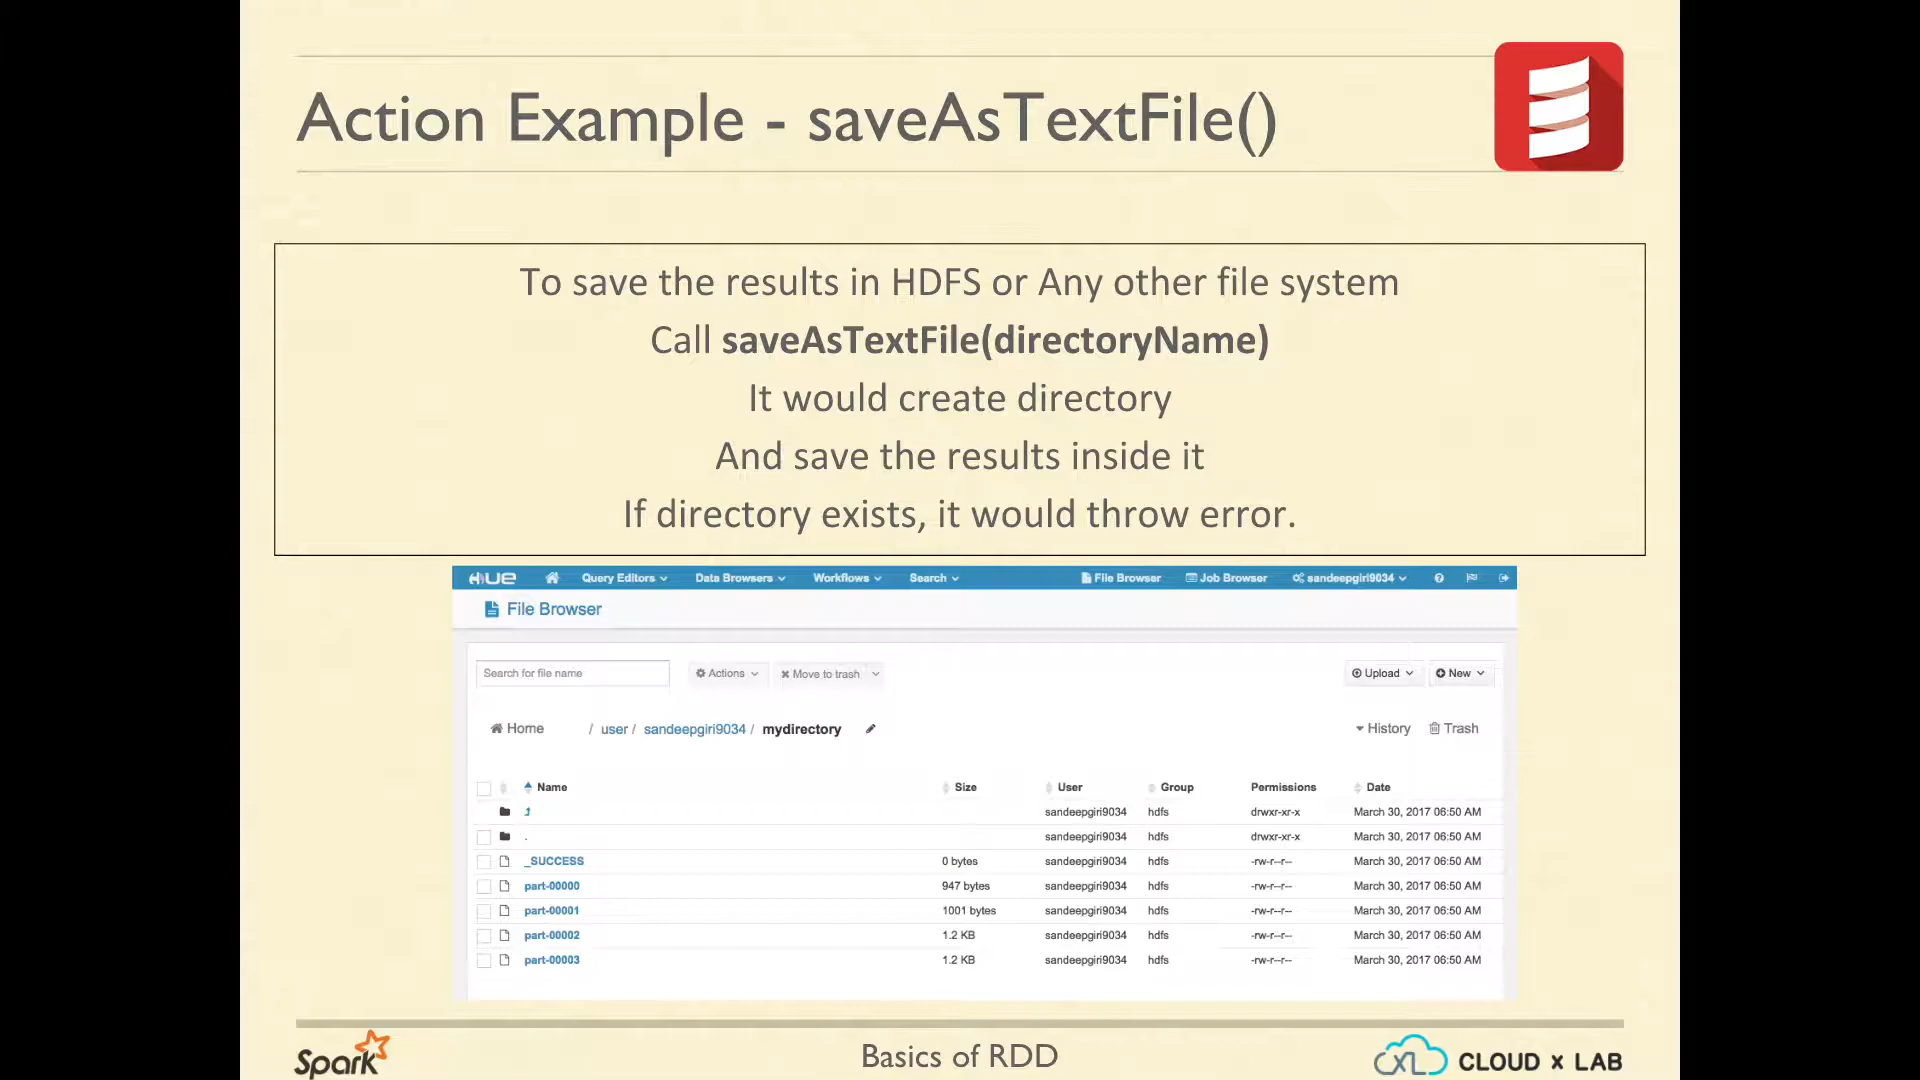 Action Example - saveAsTextFile()
To save the results in HDFS or Any other file system
Call saveAsTextFile(directoryName)
It would create directory
And save the results inside it
If directory exists, it would throw error.
HUE Query Editors Data Browsers Workflows Search File Browser Job Browser sandeepgiri9034
File Browser
Search for file name Actions Move to trash Upload New
Home / user / sandeepgiri9034 / mydirectory History Trash
Name Size User Group Permissions Date
sandeepgiri9034 hdfs drwxr-xr-x March 30, 2017 06:50 AM
. sandeepgiri9034 hdfs drwxr-xr-x March 30, 2017 06:50 AM
_SUCCESS 0 bytes sandeepgiri9034 hdfs -rw-r--r-- March 30, 2017 06:50 AM
part-00000 947 bytes sandeepgiri9034 hdfs -rw-r--r-- March 30, 2017 06:50 AM
part-00001 1001 bytes sandeepgiri9034 hdfs -rw-r--r-- March 30, 2017 06:50 AM
part-00002 1.2 KB sandeepgiri9034 hdfs -rw-r--r-- March 30, 2017 06:50 AM
part-00003 1.2 KB sandeepgiri9034 hdfs -rw-r--r-- March 30, 2017 06:50 AM
Spark Basics of RDD CXL CLOUD x LAB